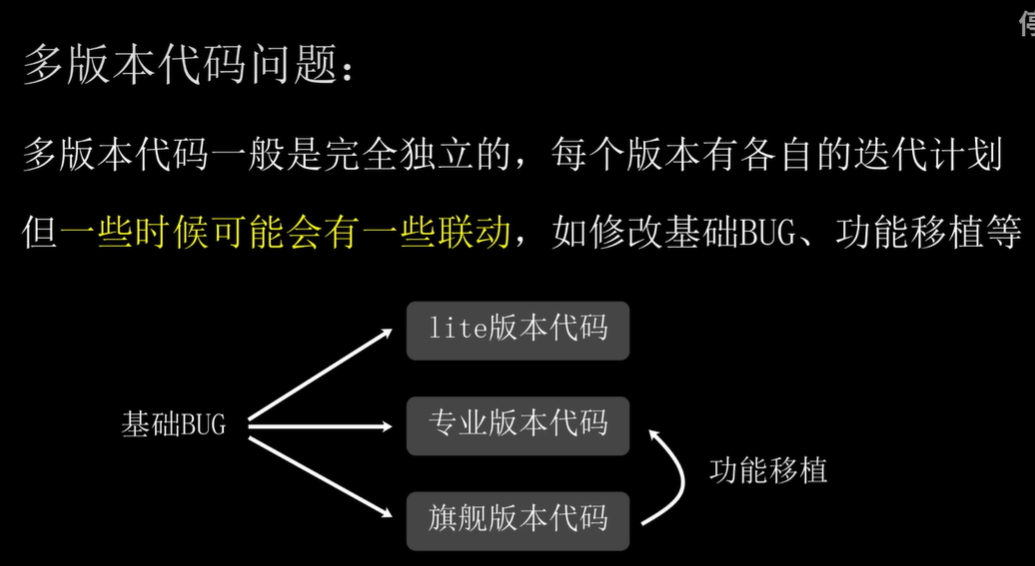 多版本代码问题：
多版本代码一般是完全独立的，每个版本有各自的迭代计划
但一些时候可能会有一些联动，如修改基础BUG、功能移植等
lite版本代码
基础BUG
专业版本代码
功能移植
旗舰版本代码